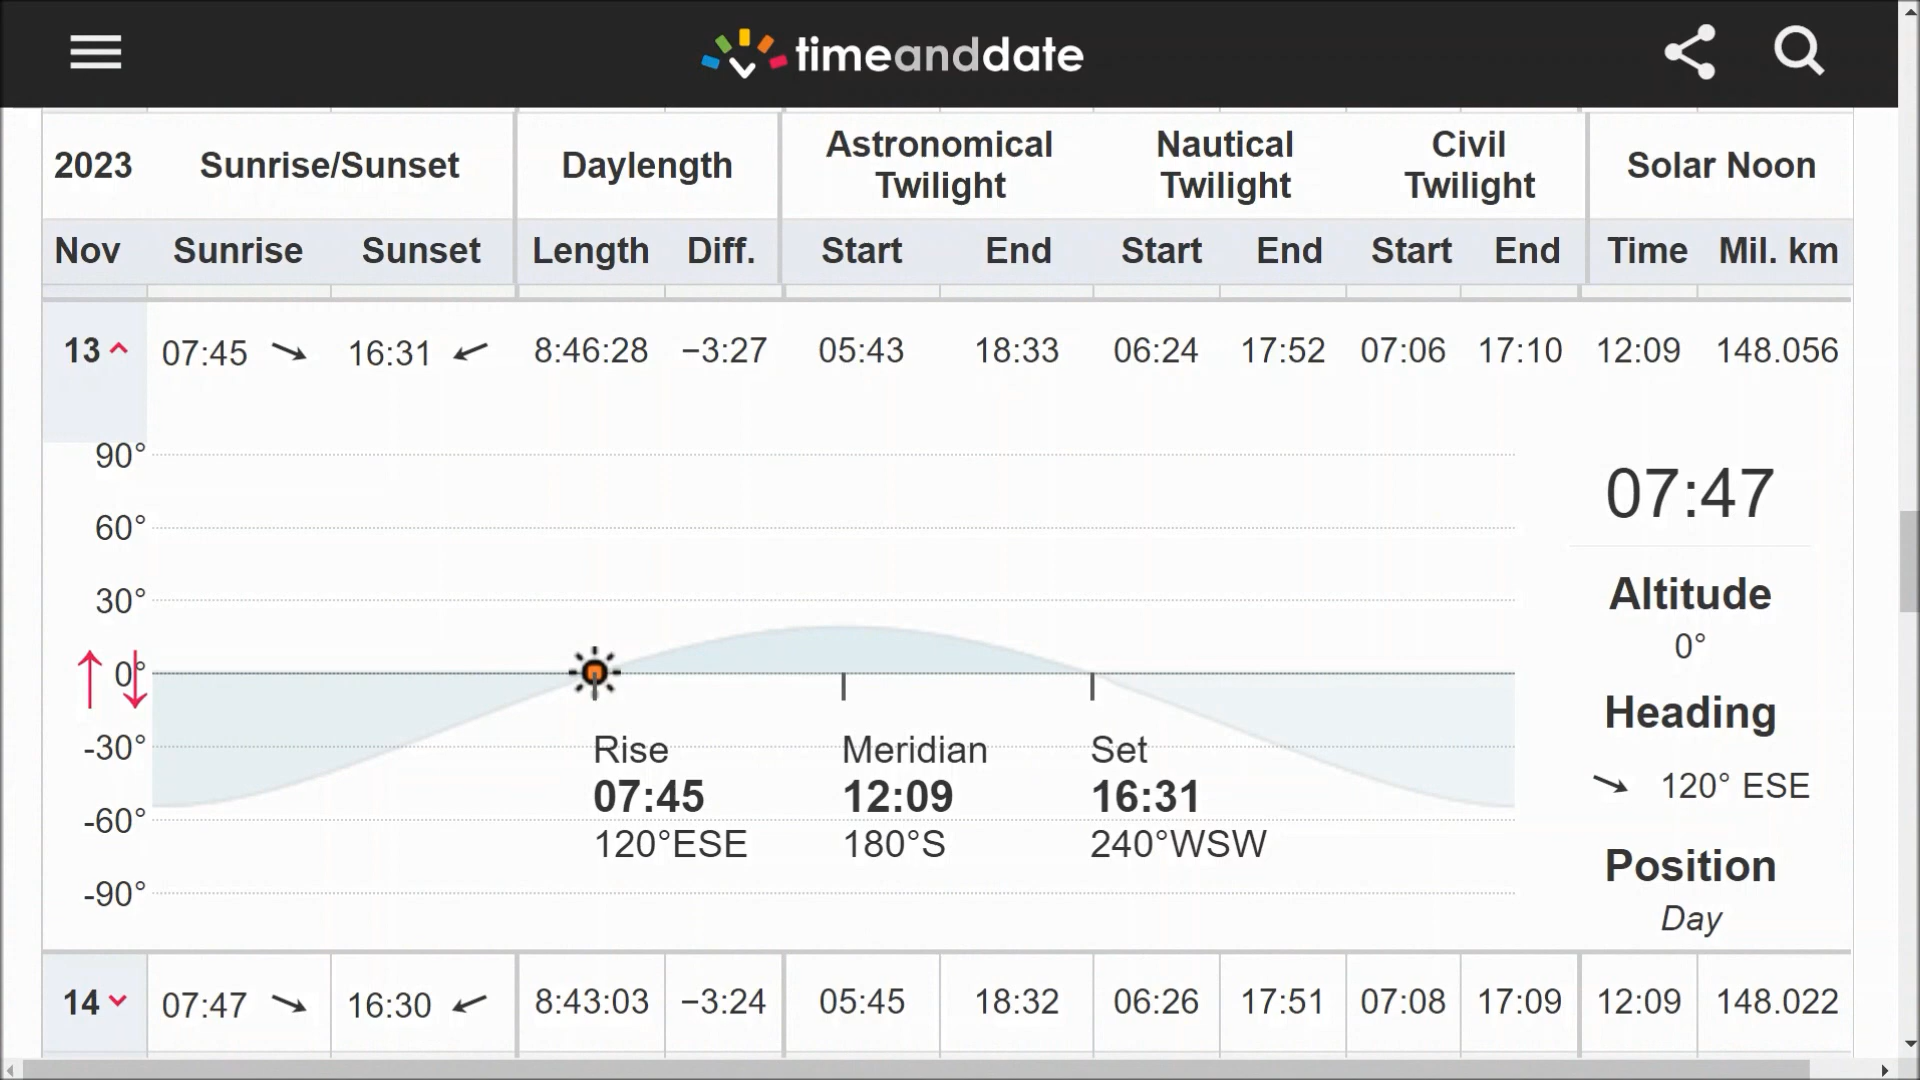 timeanddate
2023 Sunrise/Sunset Daylength Astronomical Twilight Nautical Twilight Civil Twilight Solar Noon
Nov Sunrise Sunset Length Diff. Start End Start End Start End Time Mil. km
13 07:45 16:31 8:46:28 −3:27 05:43 18:33 06:24 17:52 07:06 17:10 12:09 148.056
90°
60°
30°
0°
-30°
-60°
-90°
Rise
07:45
120°ESE
Meridian
12:09
180°S
Set
16:31
240°WSW
07:47
Altitude
0°
Heading
120° ESE
Position
Day
14 07:47 16:30 8:43:03 −3:24 05:45 18:32 06:26 17:51 07:08 17:09 12:09 148.022